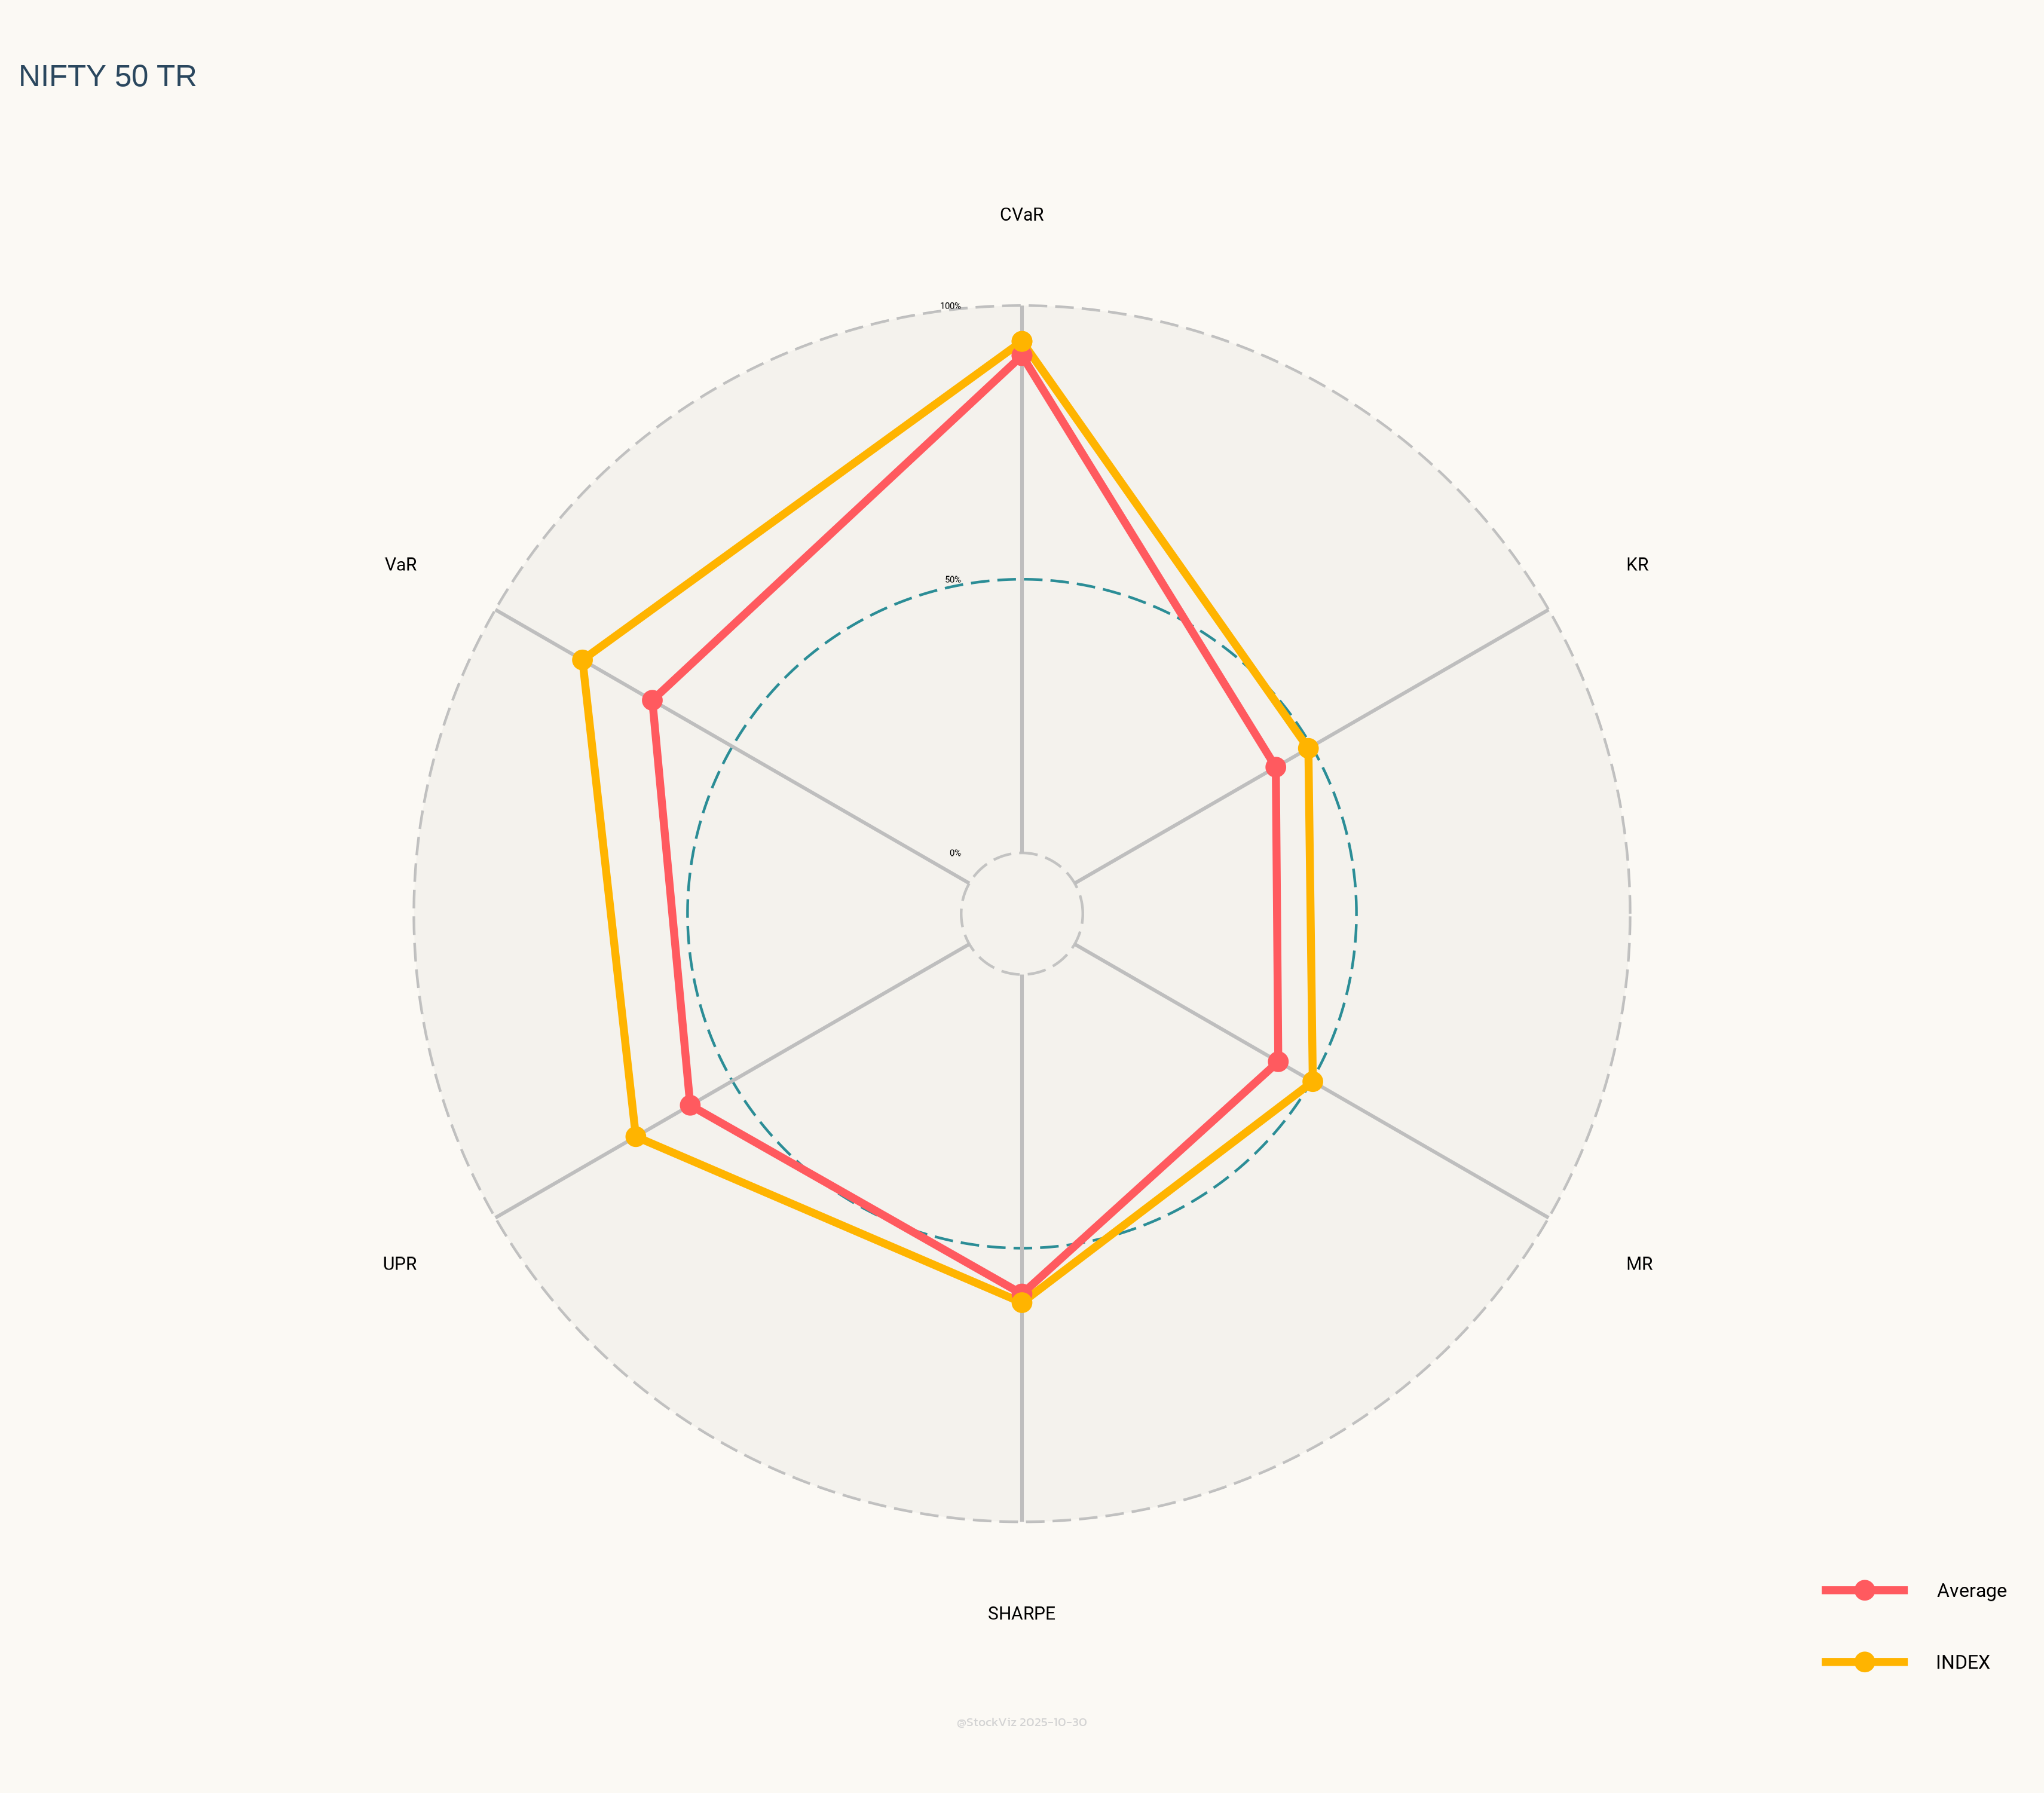 NIFTY 50 TR
CVaR
100%
VaR
KR
50%
0%
UPR
MR
SHARPE
Average
INDEX
@StockViz 2025-10-30